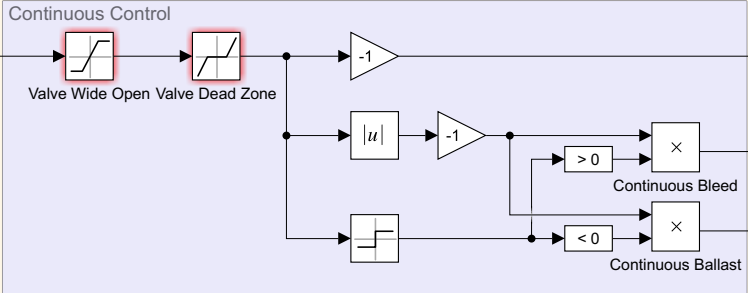 Continuous Control
Valve Wide Open
Valve Dead Zone
-1
|u|
-1
> 0
×
Continuous Bleed
< 0
×
Continuous Ballast